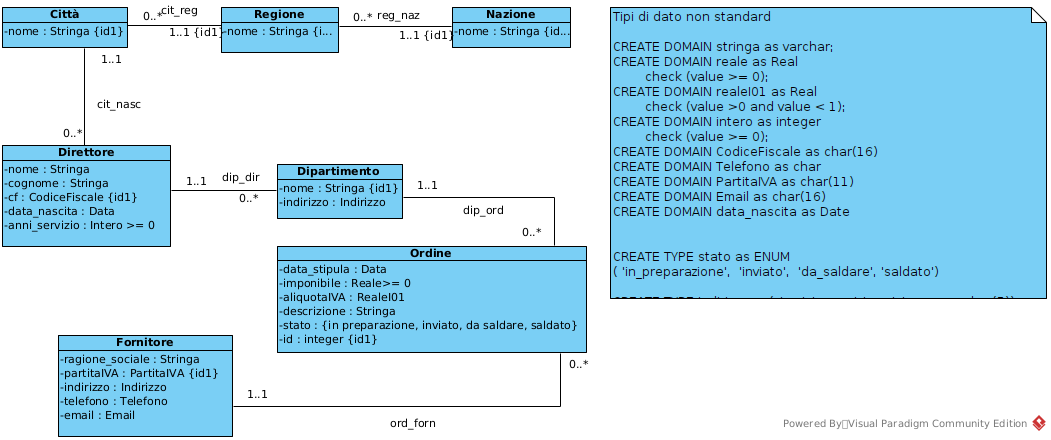 Città
-nome : Stringa {id1}
cit_reg
0..*
1..1 {id1}
Regione
-nome : Stringa {i...
0..*
reg_naz
1..1 {id1}
Nazione
-nome : Stringa {id...
1..1
cit_nasc
0..*
Direttore
-nome : Stringa
-cognome : Stringa
-cf : CodiceFiscale {id1}
-data_nascita : Data
-anni_servizio : Intero >= 0
1..1
dip_dir
0..*
Dipartimento
-nome : Stringa {id1}
-indirizzo : Indirizzo
1..1
dip_ord
0..*
Ordine
-data_stipula : Data
-imponibile : Reale>= 0
-aliquotaIVA : RealeI01
-descrizione : Stringa
-stato : {in preparazione, inviato, da saldare, saldato}
-id : integer {id1}
0..*
ord_forn
1..1
Fornitore
-ragione_sociale : Stringa
-partitaIVA : PartitaIVA {id1}
-indirizzo : Indirizzo
-telefono : Telefono
-email : Email
Tipi di dato non standard
CREATE DOMAIN stringa as varchar;
CREATE DOMAIN reale as Real
check (value >= 0);
CREATE DOMAIN realeI01 as Real
check (value >0 and value < 1);
CREATE DOMAIN intero as integer
check (value >= 0);
CREATE DOMAIN CodiceFiscale as char(16)
CREATE DOMAIN Telefono as char
CREATE DOMAIN PartitaIVA as char(11)
CREATE DOMAIN Email as char(16)
CREATE DOMAIN data_nascita as Date
CREATE TYPE stato as ENUM
( 'in_preparazione', 'inviato', 'da_saldare', 'saldato')
CREATE TYPE
Powered By Visual Paradigm Community Edition